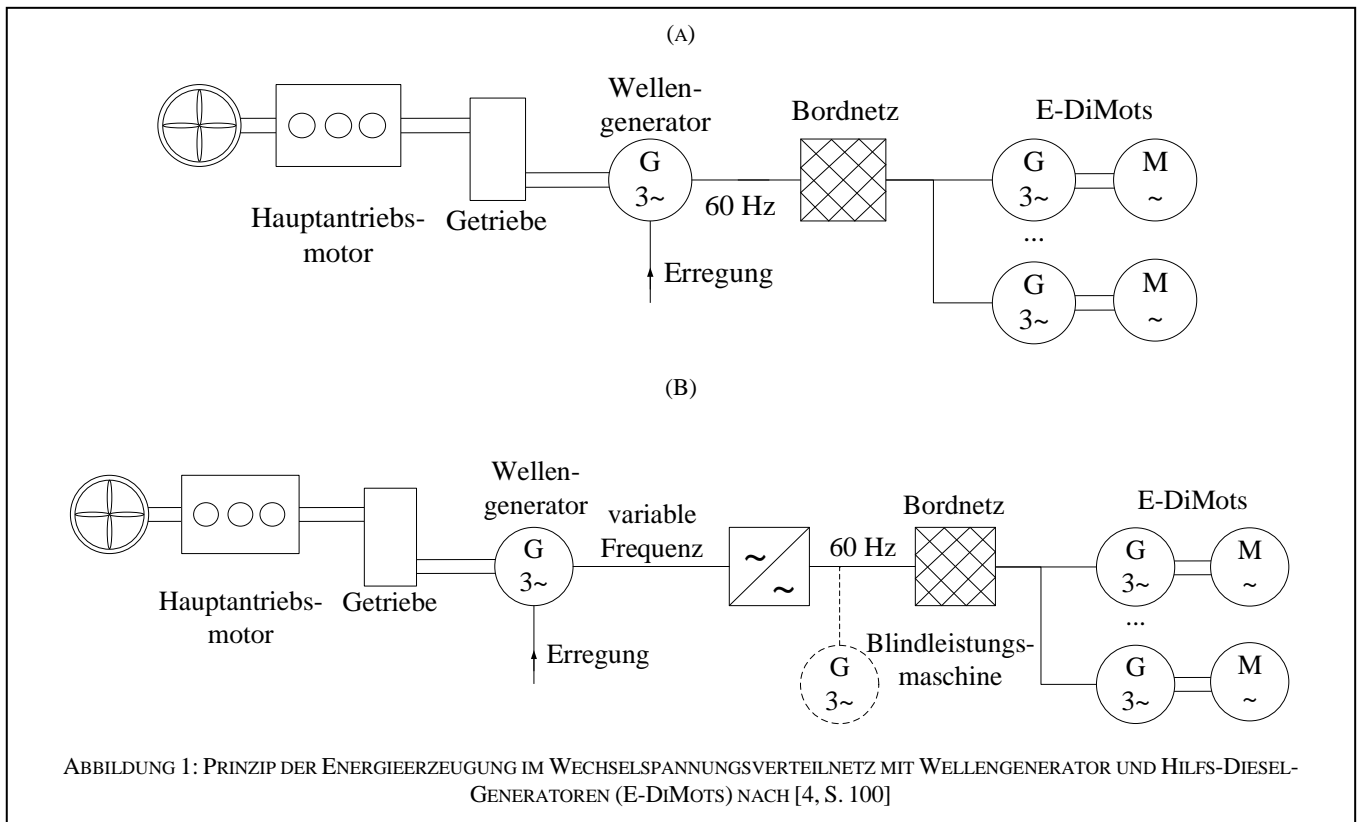 (A)
Wellen-
generator
Bordnetz
E-DiMots
G
3~
60 Hz
G
3~
M
~
Hauptantriebs-
motor
Getriebe
Erregung
...
G
3~
M
~
(B)
Wellen-
generator
variable
Frequenz
60 Hz
Bordnetz
E-DiMots
G
3~
~
~
G
3~
M
~
Hauptantriebs-
motor
Getriebe
Erregung
G
3~
Blindleistungs-
maschine
...
G
3~
M
~
ABBILDUNG 1: PRINZIP DER ENERGIEERZEUGUNG IM WECHSELSPANNUNGSVERTEILNETZ MIT WELLENGENERATOR UND HILFS-DIESEL-
GENERATOREN (E-DIMOTS) NACH [4, S. 100]